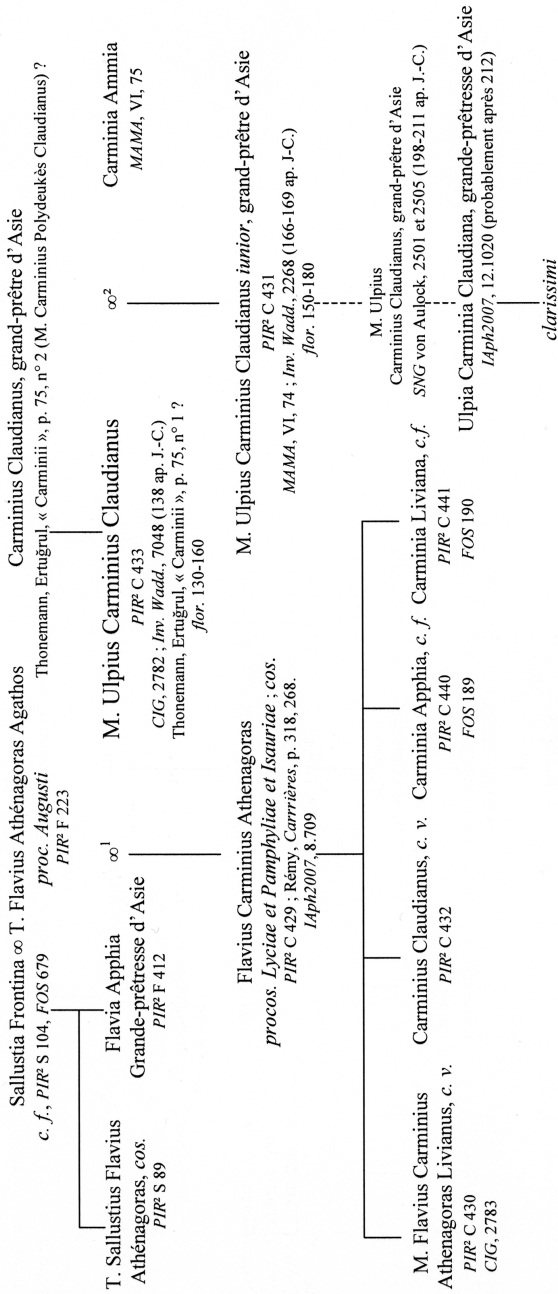 Sallustia Frontina ∞ T. Flavius Athénagoras Agathos
c. f., PIR² S 104, FOS 679
proc. Augusti
PIR² F 223
Carminius Claudianus, grand-prêtre d'Asie
Thonemann, Ertuğrul, « Carminii », p. 75, n° 2 (M. Carminius Polydeukès Claudianus) ?
T. Sallustius Flavius
Athénagoras, cos.
PIR² S 89
Flavia Apphia
Grande-prêtresse d'Asie
PIR² F 412
∞¹
M. Ulpius Carminius Claudianus
PIR² C 433
CIG, 2782 ; Inv. Wadd., 7048 (138 ap. J.-C.)
Thonemann, Ertuğrul, « Carminii », p. 75, n° 1 ?
flor. 130-160
∞²
Carminia Ammia
MAMA, VI, 75
Flavius Carminius Athenagoras
procos. Lyciae et Pamphyliae et Isauriae ; cos.
PIR² C 429 ; Rémy, Carrrières, p. 318, 268.
IAph2007, 8.709
M. Ulpius Carminius Claudianus iunior, grand-prêtre d'Asie
PIR² C 431
MAMA, VI, 74 ; Inv. Wadd., 2268 (166-169 ap. J-C.)
flor. 150-180
M. Flavius Carminius
Athenagoras Livianus, c. v.
PIR² C 430
CIG, 2783
Carminius Claudianus, c. v.
PIR² C 432
Carminia Apphia, c. f.
PIR² C 440
FOS 189
Carminia Liviana, c.f.
PIR² C 441
FOS 190
M. Ulpius
Carminius Claudianus, grand-prêtre d'Asie
SNG von Aulock, 2501 et 2505 (198-211 ap. J.-C.)
Ulpia Carminia Claudiana, grande-prêtresse d'Asie
IAph2007, 12.1020 (probablement après 212)
clarissimi